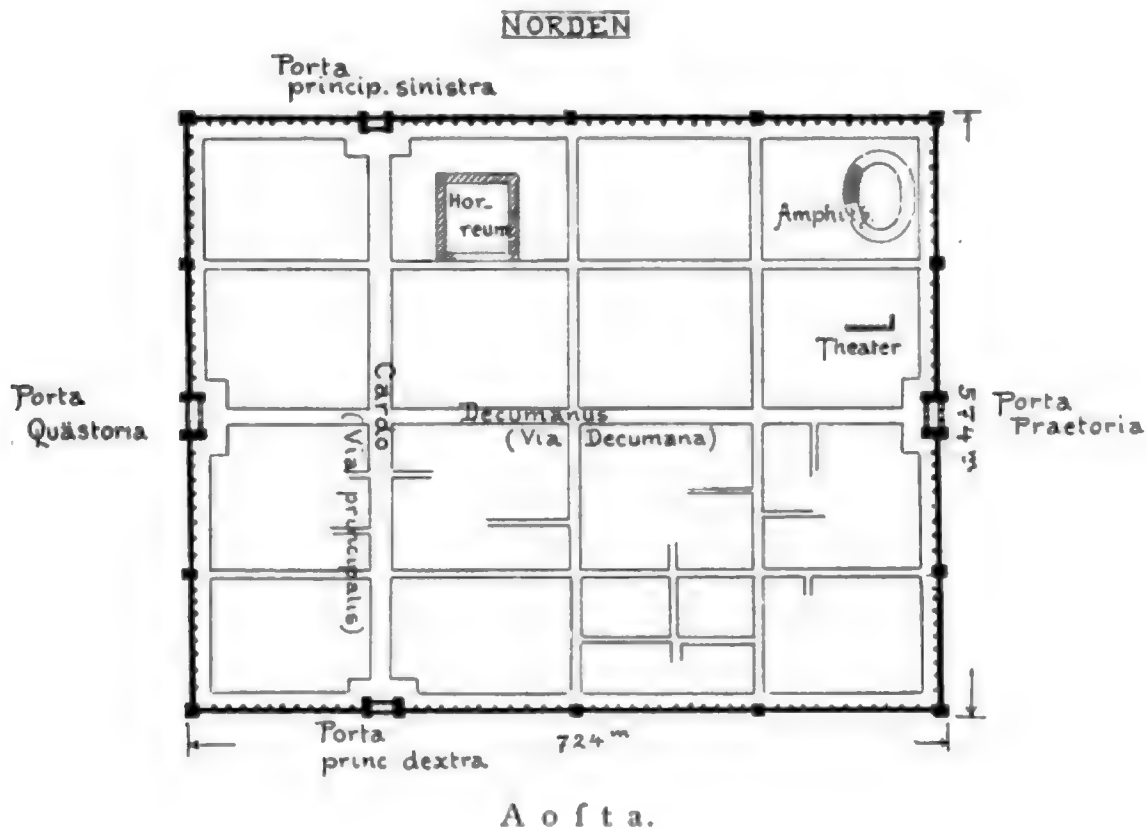 NORDEN
Porta
princip. sinistra
Hor-
reum
Theater
Cardo
(Via principalis)
Decumanus
(Via Decumana)
Porta
Quästoria
Porta
Praetoria
574 m
Porta
princ dextra
724 m
Aoſta.